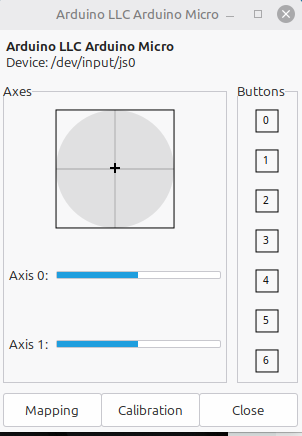 Arduino LLC Arduino Micro
Arduino LLC Arduino Micro
Device: /dev/input/js0
Axes
Axis 0:
Axis 1:
Buttons
0
1
2
3
4
5
6
Mapping
Calibration
Close